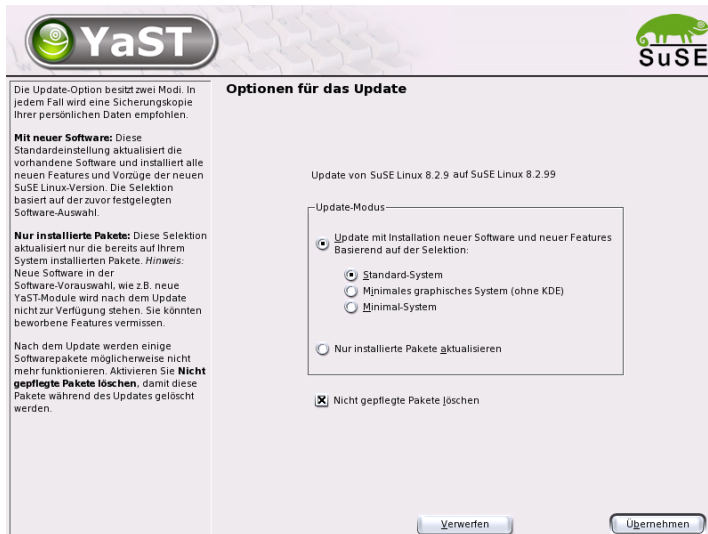 YaST
SuSE
Die Update-Option besitzt zwei Modi. In
jedem Fall wird eine Sicherungskopie
Ihrer persönlichen Daten empfohlen.
Mit neuer Software: Diese
Standardeinstellung aktualisiert die
vorhandene Software und installiert alle
neuen Features und Vorzüge der neuen
SuSE Linux-Version. Die Selektion
basiert auf der zuvor festgelegten
Software-Auswahl.
Nur installierte Pakete: Diese Selektion
aktualisiert nur die bereits auf Ihrem
System installierten Pakete. Hinweis:
Neue Software in der
Software-Vorauswahl, wie z.B. neue
YaST-Module wird nach dem Update
nicht zur Verfügung stehen. Sie könnten
beworbene Features vermissen.
Nach dem Update werden einige
Softwarepakete möglicherweise nicht
mehr funktionieren. Aktivieren Sie Nicht
gepflegte Pakete löschen, damit diese
Pakete während des Updates gelöscht
werden.
Optionen für das Update
Update von SuSE Linux 8.2.9 auf SuSE Linux 8.2.99
Update-Modus
Update mit Installation neuer Software und neuer Features
Basierend auf der Selektion:
Standard-System
Minimales graphisches System (ohne KDE)
Minimal-System
Nur installierte Pakete aktualisieren
Nicht gepflegte Pakete löschen
Verwerfen
Übernehmen